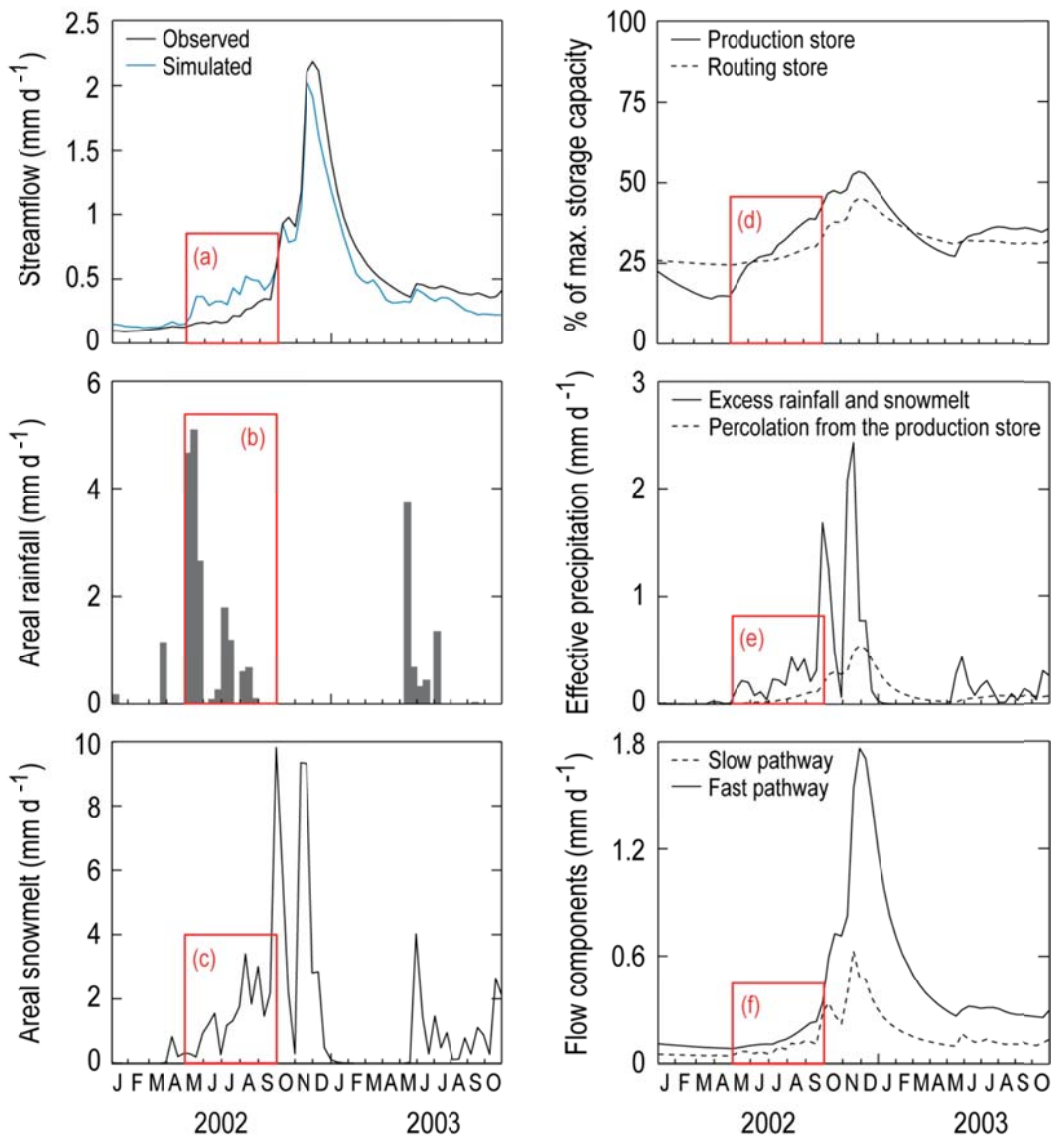 Streamflow (mm d⁻¹)
2.5
2
1.5
1
0.5
0
Observed
Simulated
(a)
% of max. storage capacity
100
75
50
25
0
Production store
Routing store
(d)
Areal rainfall (mm d⁻¹)
6
4
2
0
(b)
Effective precipitation (mm d⁻¹)
3
2
1
0
Excess rainfall and snowmelt
Percolation from the production store
(e)
Areal snowmelt (mm d⁻¹)
10
8
6
4
2
0
(c)
J F M A M J J A S O N D J F M A M J J A S O
2002 2003
Flow components (mm d⁻¹)
1.8
1.2
0.6
0
Slow pathway
Fast pathway
(f)
J F M A M J J A S O N D J F M A M J J A S O
2002 2003